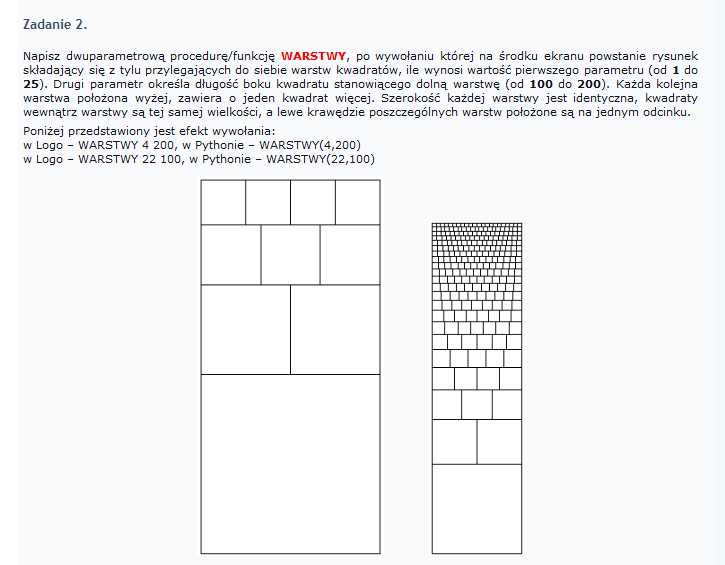 Zadanie 2.
Napisz dwuparametrową procedurę/funkcję WARSTWY, po wywołaniu której na środku ekranu powstanie rysunek
składający się z tylu przylegających do siebie warstw kwadratów, ile wynosi wartość pierwszego parametru (od 1 do
25). Drugi parametr określa długość boku kwadratu stanowiącego dolną warstwę (od 100 do 200). Każda kolejna
warstwa położona wyżej, zawiera o jeden kwadrat więcej. Szerokość każdej warstwy jest identyczna, kwadraty
wewnątrz warstwy są tej samej wielkości, a lewe krawędzie poszczególnych warstw położone są na jednym odcinku.
Poniżej przedstawiony jest efekt wywołania:
w Logo – WARSTWY 4 200, w Pythonie – WARSTWY(4,200)
w Logo – WARSTWY 22 100, w Pythonie – WARSTWY(22,100)